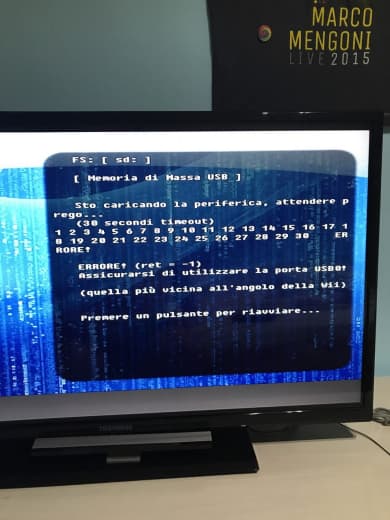 MARCO
MENGONI
LIVE 2015
FS: [ sd: ]
[ Memoria di Massa USB ]
Sto caricando la periferica, attendere p
rego...
(30 secondi timeout)
1 2 3 4 5 6 7 8 9 10 11 12 13 14 15 16 17 1
8 19 20 21 22 23 24 25 26 27 28 29 30 ER
RORE!
ERRORE! (ret = -1)
Assicurarsi di utilizzare la porta USB0!
(quella più vicina all'angolo della Wii)
Premere un pulsante per riavviare...